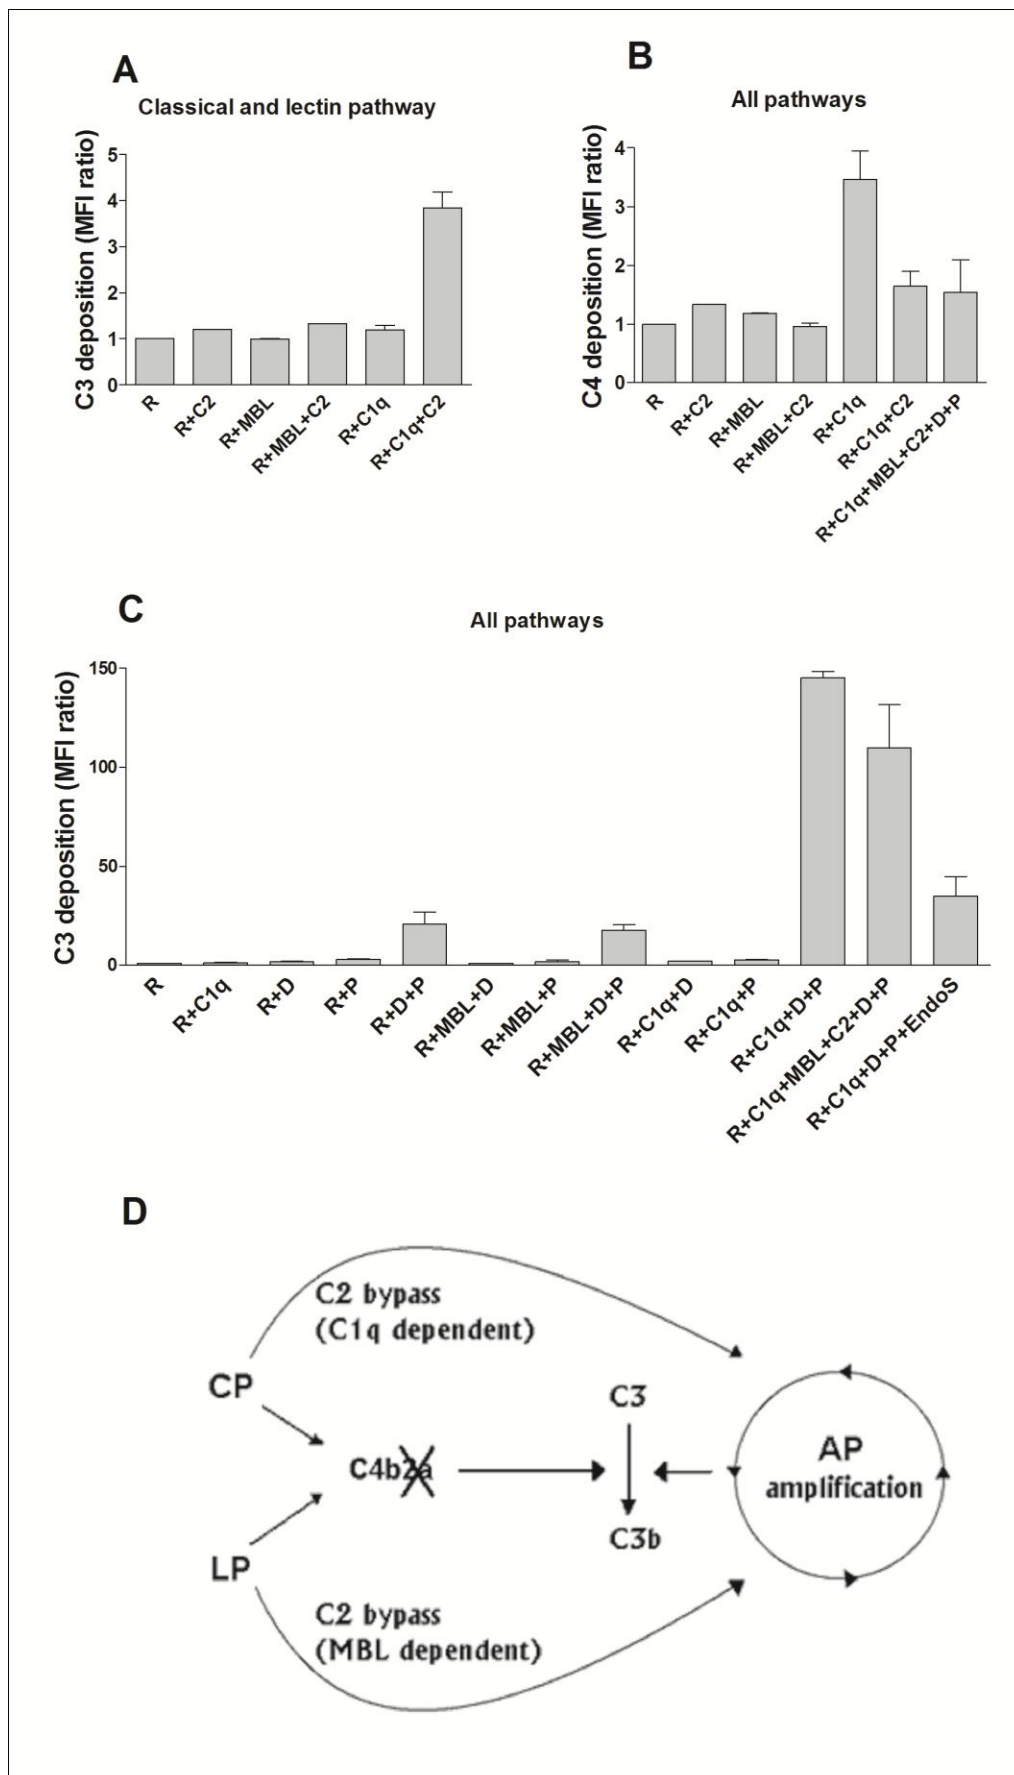 A
Classical and lectin pathway
C3 deposition (MFI ratio)
5
4
3
2
1
0
R
R+C2
R+MBL
R+MBL+C2
R+C1q
R+C1q+C2
B
All pathways
C4 deposition (MFI ratio)
4
3
2
1
0
R
R+C2
R+MBL
R+MBL+C2
R+C1q
R+C1q+C2
R+C1q+MBL+C2+D+P
C
All pathways
C3 deposition (MFI ratio)
150
100
50
0
R
R+C1q
R+D
R+P
R+D+P
R+MBL+D
R+MBL+P
R+MBL+D+P
R+C1q+D
R+C1q+P
R+C1q+D+P
R+C1q+MBL+C2+D+P
R+C1q+D+P+EndoS
D
C2 bypass
(C1q dependent)
CP
C3
C4b2a
AP
amplification
C3b
LP
C2 bypass
(MBL dependent)